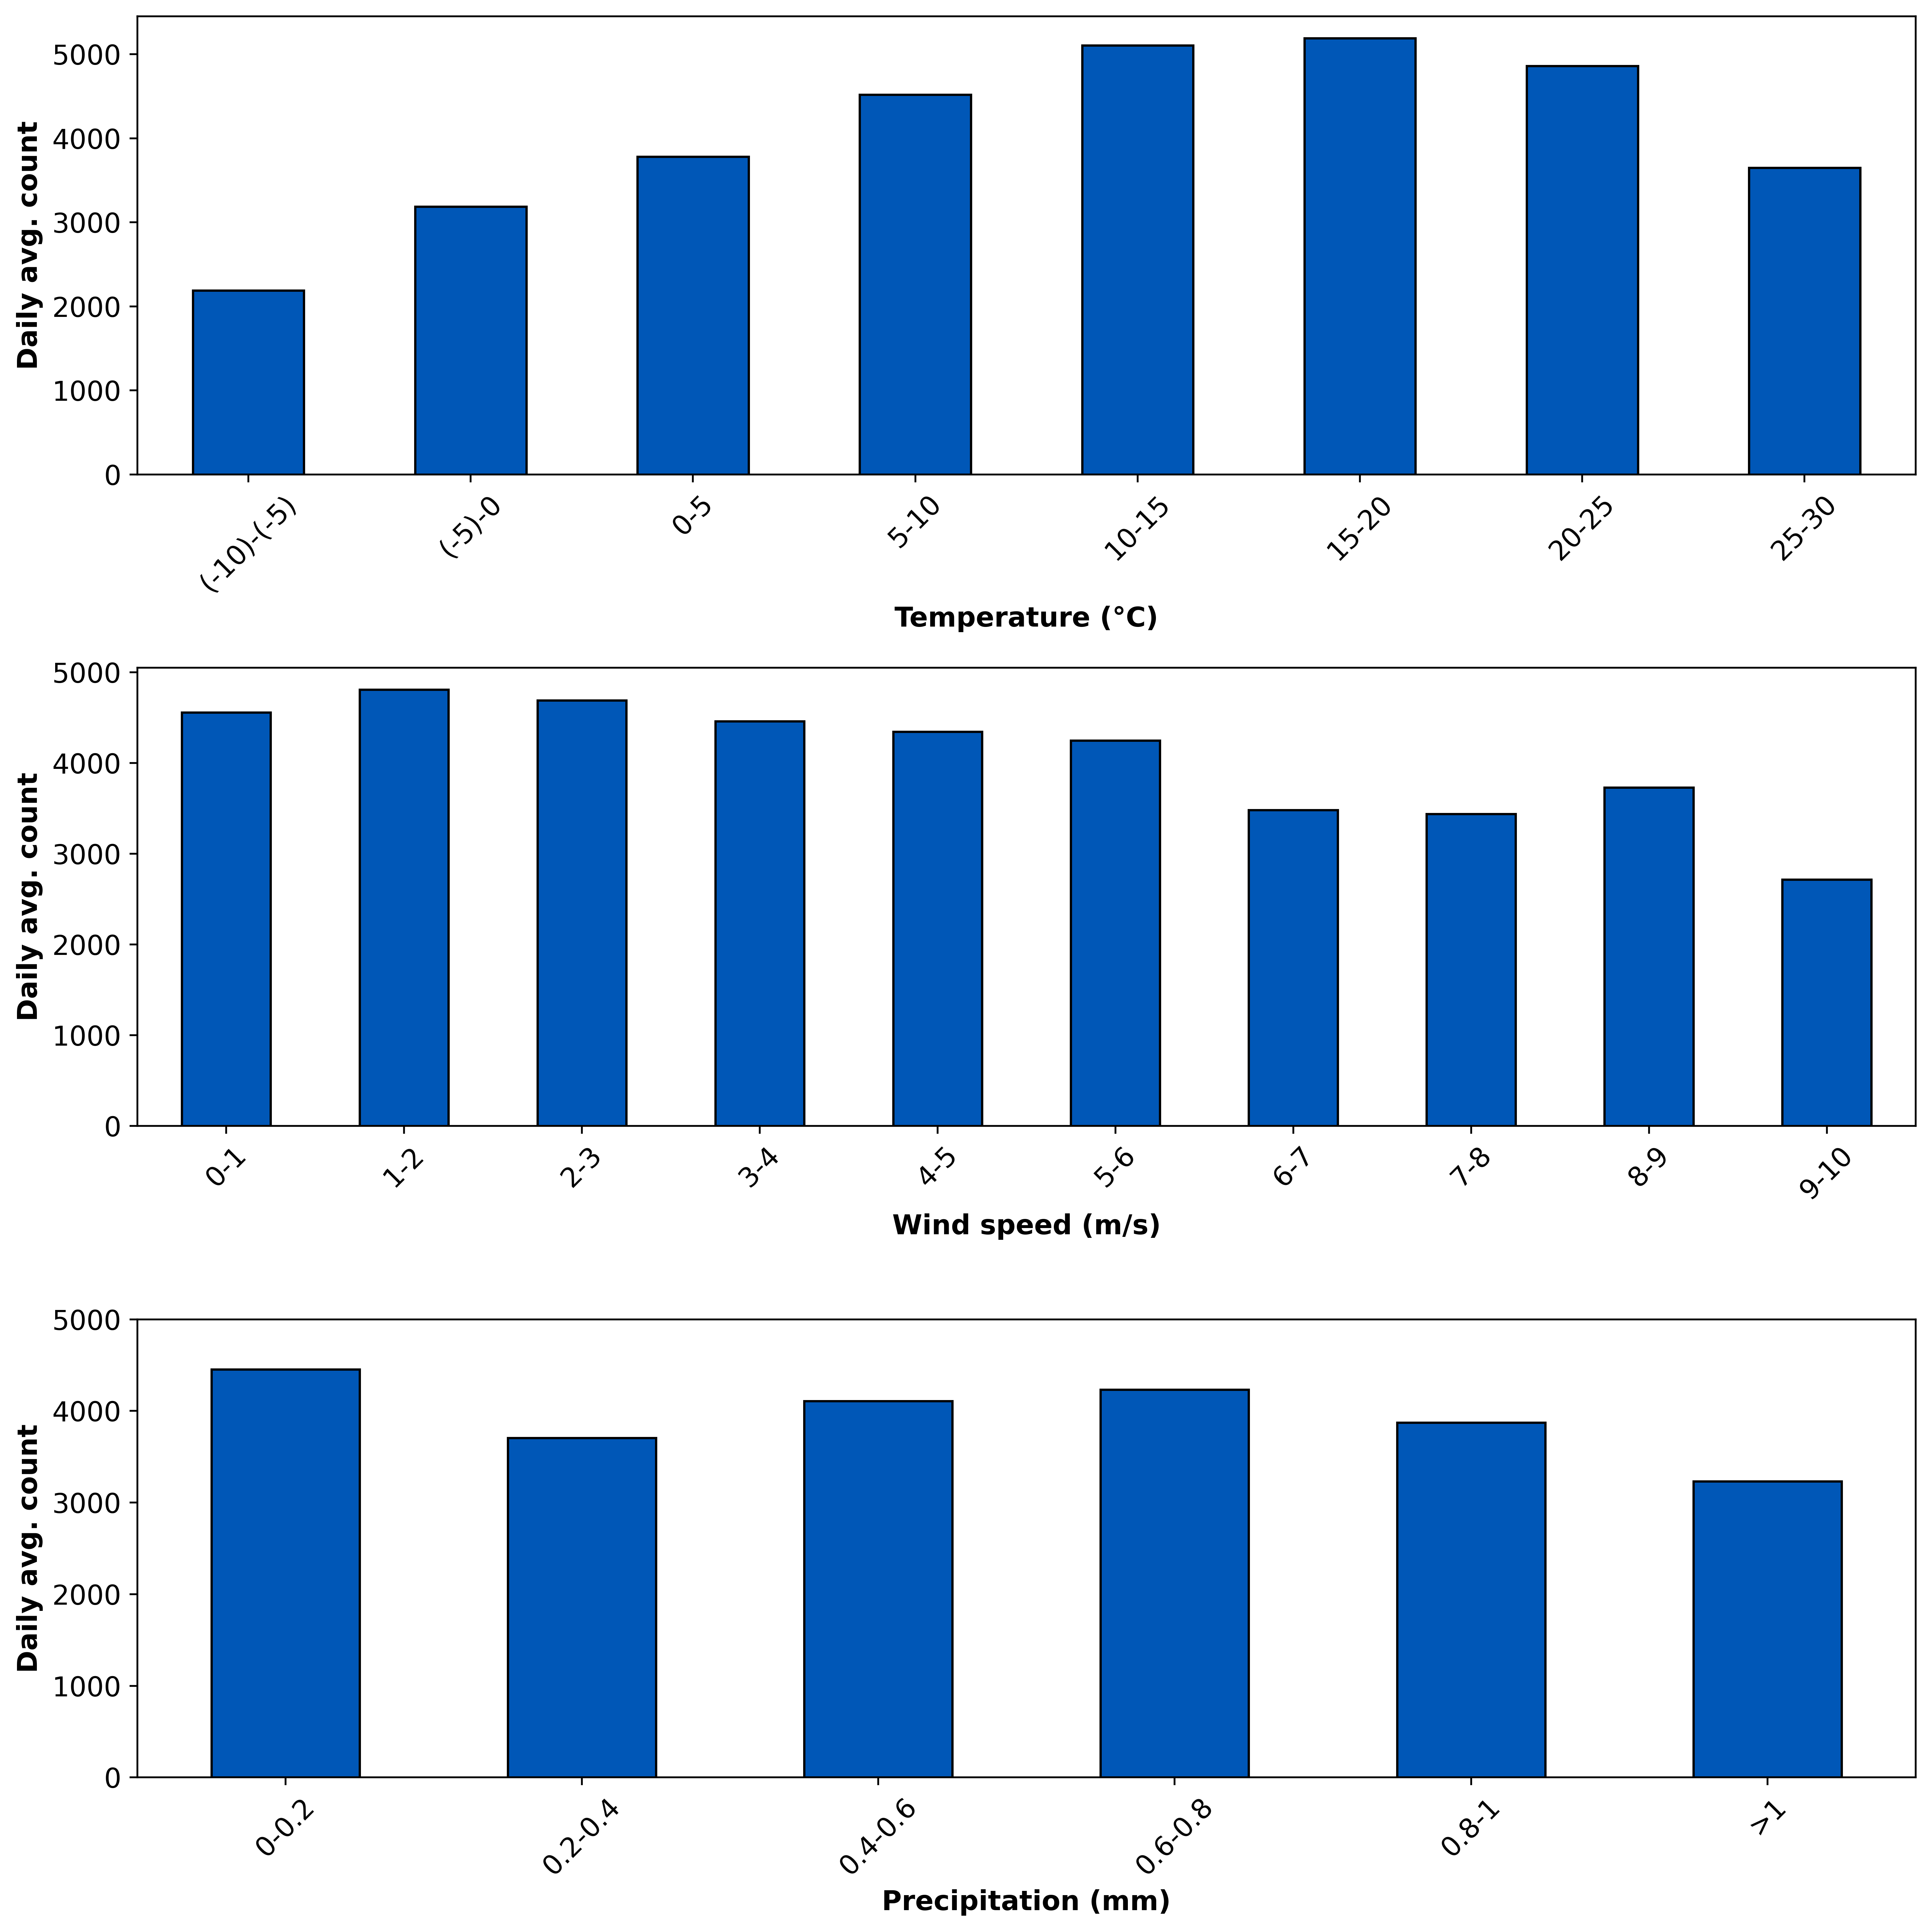 Daily avg. count
5000
4000
3000
2000
1000
0
(-10)-(-5) (-5)-0 0-5 5-10 10-15 15-20 20-25 25-30
Temperature (°C)
Daily avg. count
5000
4000
3000
2000
1000
0
0-1 1-2 2-3 3-4 4-5 5-6 6-7 7-8 8-9 9-10
Wind speed (m/s)
Daily avg. count
5000
4000
3000
2000
1000
0
0-0.2 0.2-0.4 0.4-0.6 0.6-0.8 0.8-1 >1
Precipitation (mm)